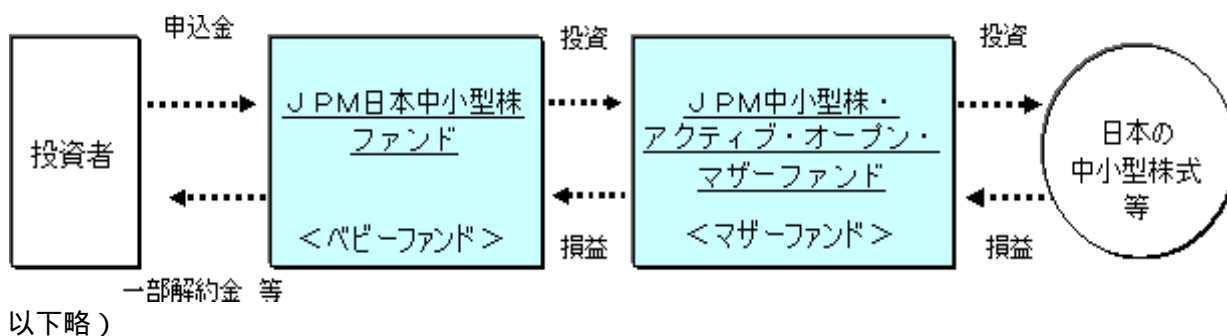 申込金
投資
投資
投資者
ＪＰＭ日本中小型株
ファンド
＜ベビーファンド＞
ＪＰＭ中小型株・
アクティブ・オープン・
マザーファンド
＜マザーファンド＞
日本の
中小型株式
等
損益
損益
一部解約金 等
以下略）